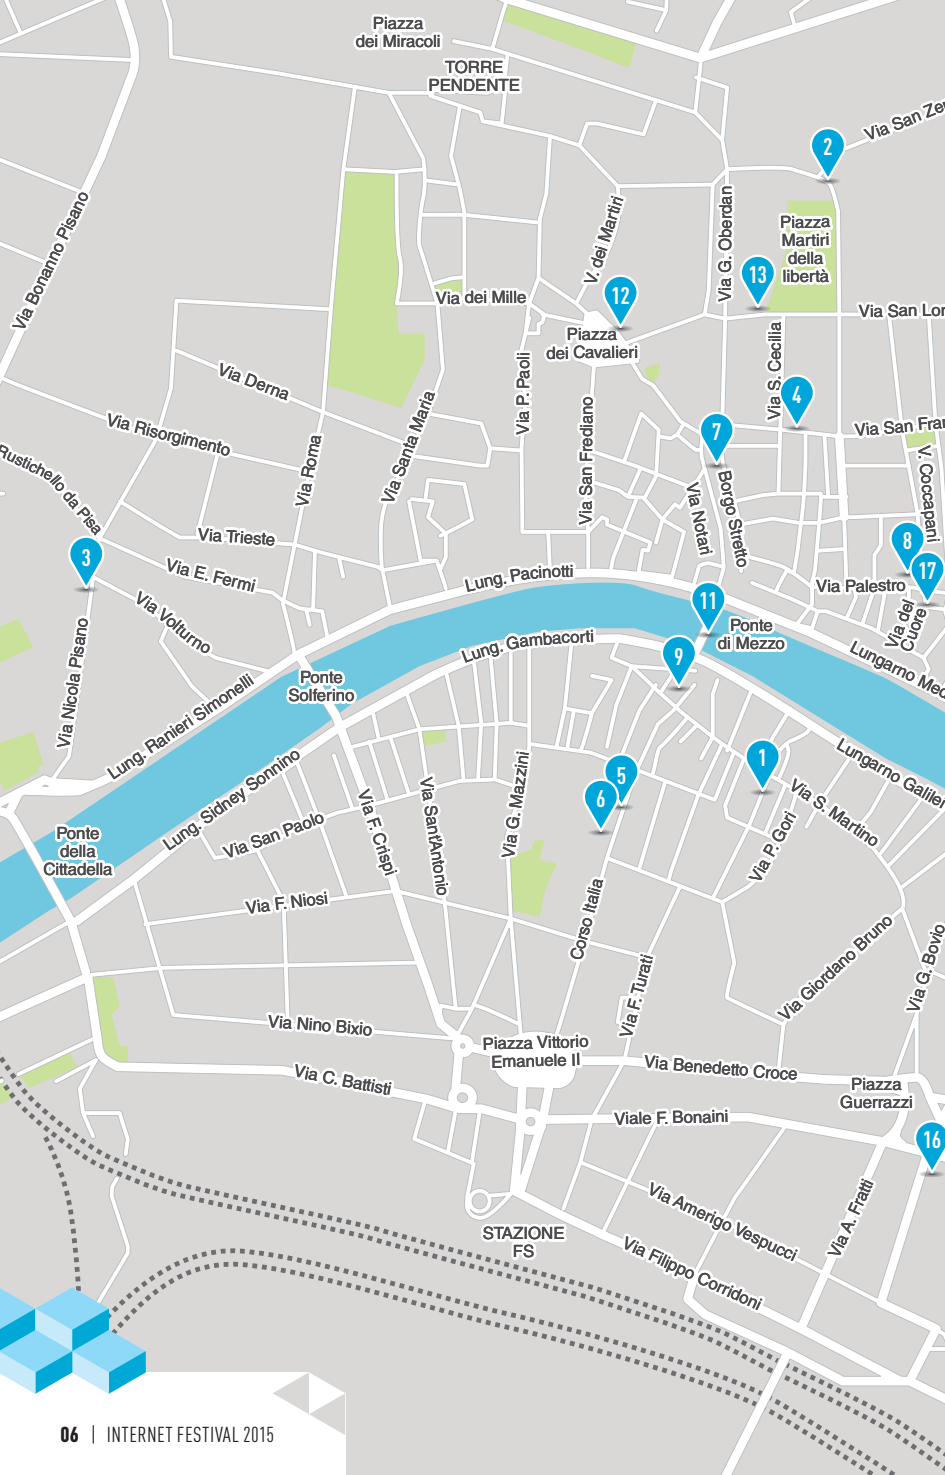 Piazza
dei Miracoli
TORRE
PENDENTE
Via San Ze
2
Via Bonanno Pisano
V. dei Martiri
Via G. Oberdan
Piazza
Martiri
della
libertà
13
12
Via dei Mille
Via San Lor
Piazza
dei Cavalieri
Via S. Cecilia
Via Derna
Via P. Paoli
4
Via Santa Maria
Via San Frediano
Via Risorgimento
7
Via San Fran
Via Roma
V. Coccapani
Rustichello da Pisa
Via Notari
Borgo Stretto
Via Trieste
3
8
17
Via E. Fermi
Lung. Pacinotti
Via Palestro
Via Volturno
11
Via del
Cuore
Ponte
di Mezzo
Lung. Gambacorti
9
Lungarno Med
Via Nicola Pisano
Ponte
Solferino
Lung. Ranieri Simonelli
Lung. Sidney Sonnino
Via G. Mazzini
5
6
1
Lungarno Galilei
Via S. Martino
Via San Paolo
Via F. Crispi
Via Sant'Antonio
Via P. Gori
Ponte
della
Cittadella
Via F. Niosi
Corso Italia
Via Giordano Bruno
Via G. Bovio
Via F. Turati
Via Nino Bixio
Piazza Vittorio
Emanuele II
Via Benedetto Croce
Via C. Battisti
Piazza
Guerrazzi
Viale F. Bonaini
16
Via Amerigo Vespucci
Via A. Fratti
STAZIONE
FS
Via Filippo Corridoni
06 | INTERNET FESTIVAL 2015